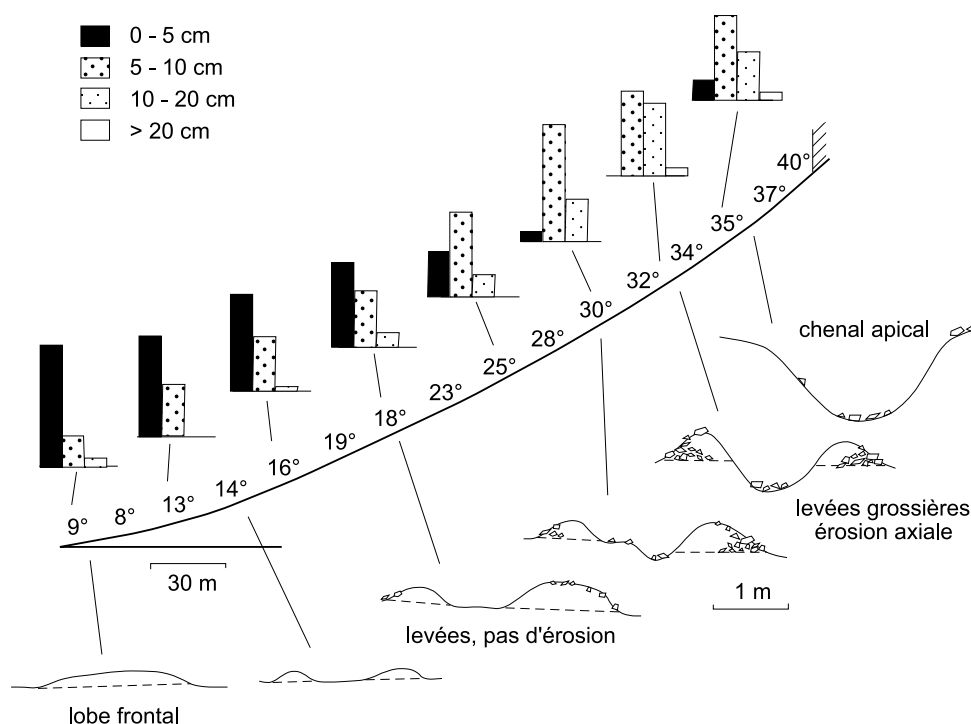 0 - 5 cm
5 - 10 cm
10 - 20 cm
> 20 cm
40°
37°
35°
34°
32°
30°
28°
25°
23°
18°
19°
16°
14°
13°
8°
9°
chenal apical
levées grossières
érosion axiale
30 m
1 m
levées, pas d'érosion
lobe frontal